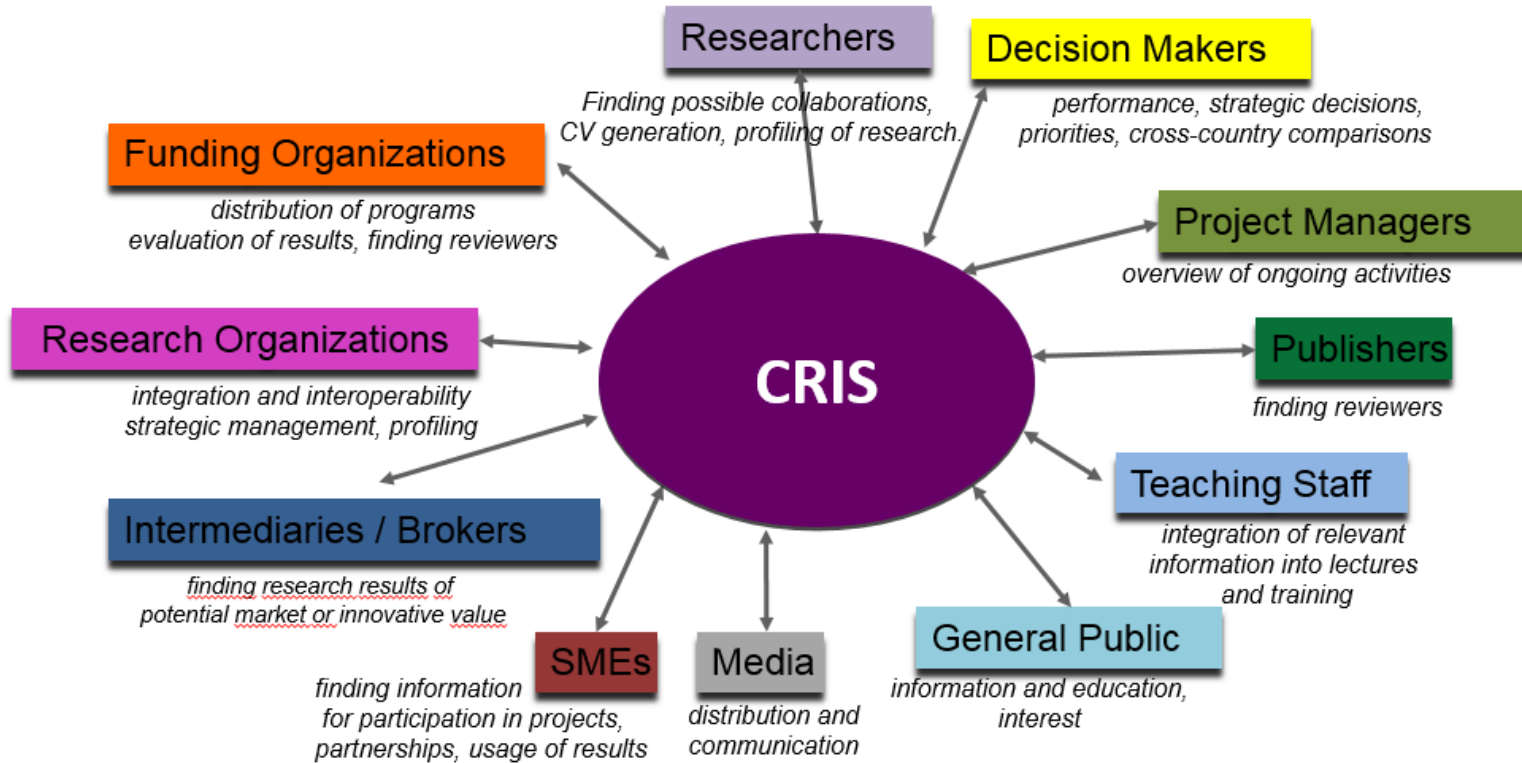 Researchers
Finding possible collaborations,
CV generation, profiling of research.
Decision Makers
performance, strategic decisions,
priorities, cross-country comparisons
Funding Organizations
distribution of programs
evaluation of results, finding reviewers
Project Managers
overview of ongoing activities
Research Organizations
integration and interoperability
strategic management, profiling
CRIS
Publishers
finding reviewers
Intermediaries / Brokers
finding research results of
potential market or innovative value
Teaching Staff
integration of relevant
information into lectures
and training
SMEs
finding information
for participation in projects,
partnerships, usage of results
Media
distribution and
communication
General Public
information and education,
interest